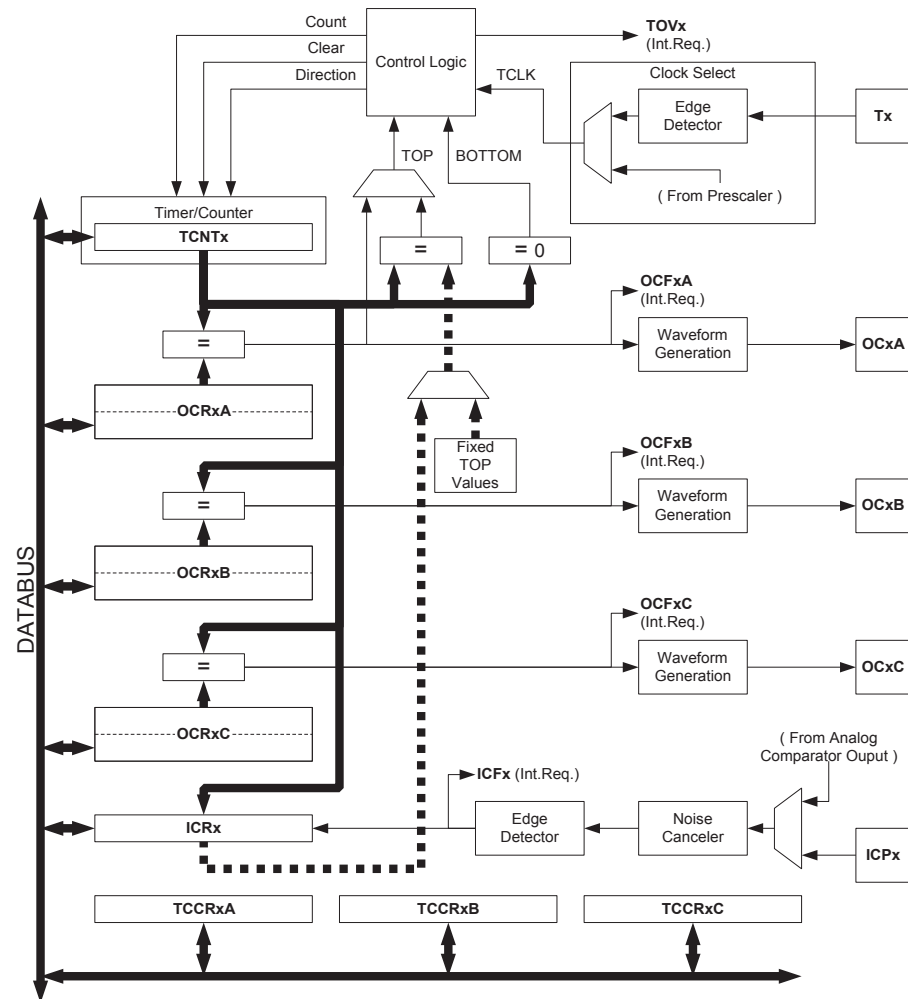 Count
TOVx
(Int.Req.)
Clear
Control Logic
Clock Select
Direction
TCLK
Edge
Detector
Tx
TOP
BOTTOM
( From Prescaler )
Timer/Counter
TCNTx
=
= 0
OCFxA
(Int.Req.)
=
Waveform
Generation
OCxA
OCRxA
Fixed
TOP
Values
OCFxB
(Int.Req.)
=
Waveform
Generation
OCxB
OCRxB
DATABUS
OCFxC
(Int.Req.)
=
Waveform
Generation
OCxC
OCRxC
( From Analog
Comparator Ouput )
ICFx (Int.Req.)
ICRx
Edge
Detector
Noise
Canceler
ICPx
TCCRxA
TCCRxB
TCCRxC